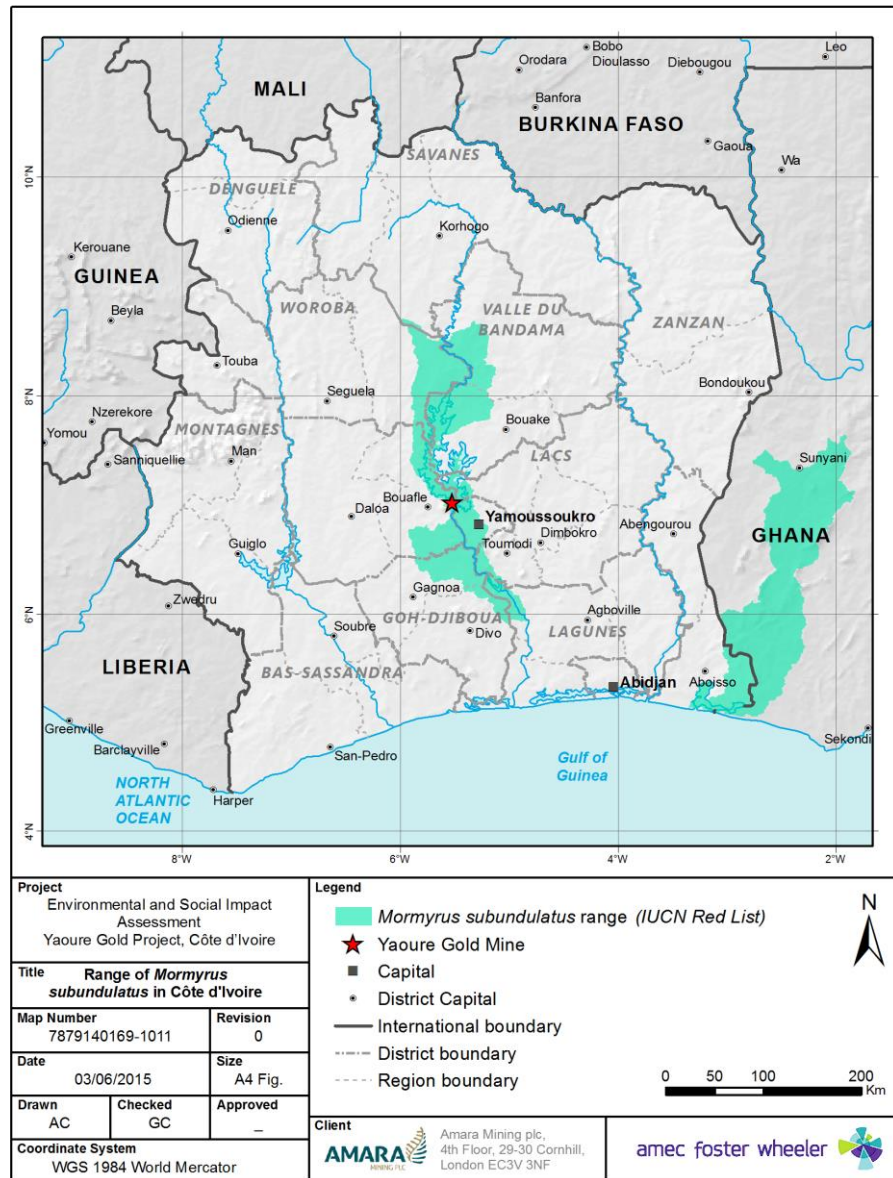 Bobo
Dioulasso
Orodara
Diebougou
Leo
MALI
Banfora
BURKINA FASO
Gaoua
Wa
SAVANES
10°N
DENGUELE
Odienne
Korhogo
Kerouane
GUINEA
Beyla
WOROBA
VALLE DU
BANDAMA
ZANZAN
Touba
8°N
Bondoukou
Seguela
Nzerekore
Yomou
MONTAGNES
Bouake
Sanniquellie
Man
LACS
Sunyani
Bouafle
Daloa
Yamoussoukro
Dimbokro
Abengourou
GHANA
Guiglo
Toumodi
Zwedru
Gagnoa
6°N
GOH-DJIBOUA
Agboville
Soubre
Divo
LAGUNES
LIBERIA
BAS-SASSANDRA
Aboisso
Abidjan
Greenville
Barclayville
San-Pedro
Sekondi
Gulf of
Guinea
NORTH
ATLANTIC
OCEAN
Harper
4°N
8°W
6°W
4°W
2°W
Project
Environmental and Social Impact
Assessment
Yaoure Gold Project, Côte d'Ivoire
Title
Range of Mormyrus
subundulatus in Côte d'Ivoire
Map Number
7879140169-1011
Revision
0
Date
03/06/2015
Size
A4 Fig.
Drawn
AC
Checked
GC
Approved
_
Coordinate System
WGS 1984 World Mercator
Legend
Mormyrus subundulatus range (IUCN Red List)
Yaoure Gold Mine
Capital
District Capital
International boundary
District boundary
Region boundary
N
0 50 100 200
Km
Client
AMARA
MINING PLC
Amara Mining plc,
4th Floor, 29-30 Cornhill,
London EC3V 3NF
amec foster wheeler